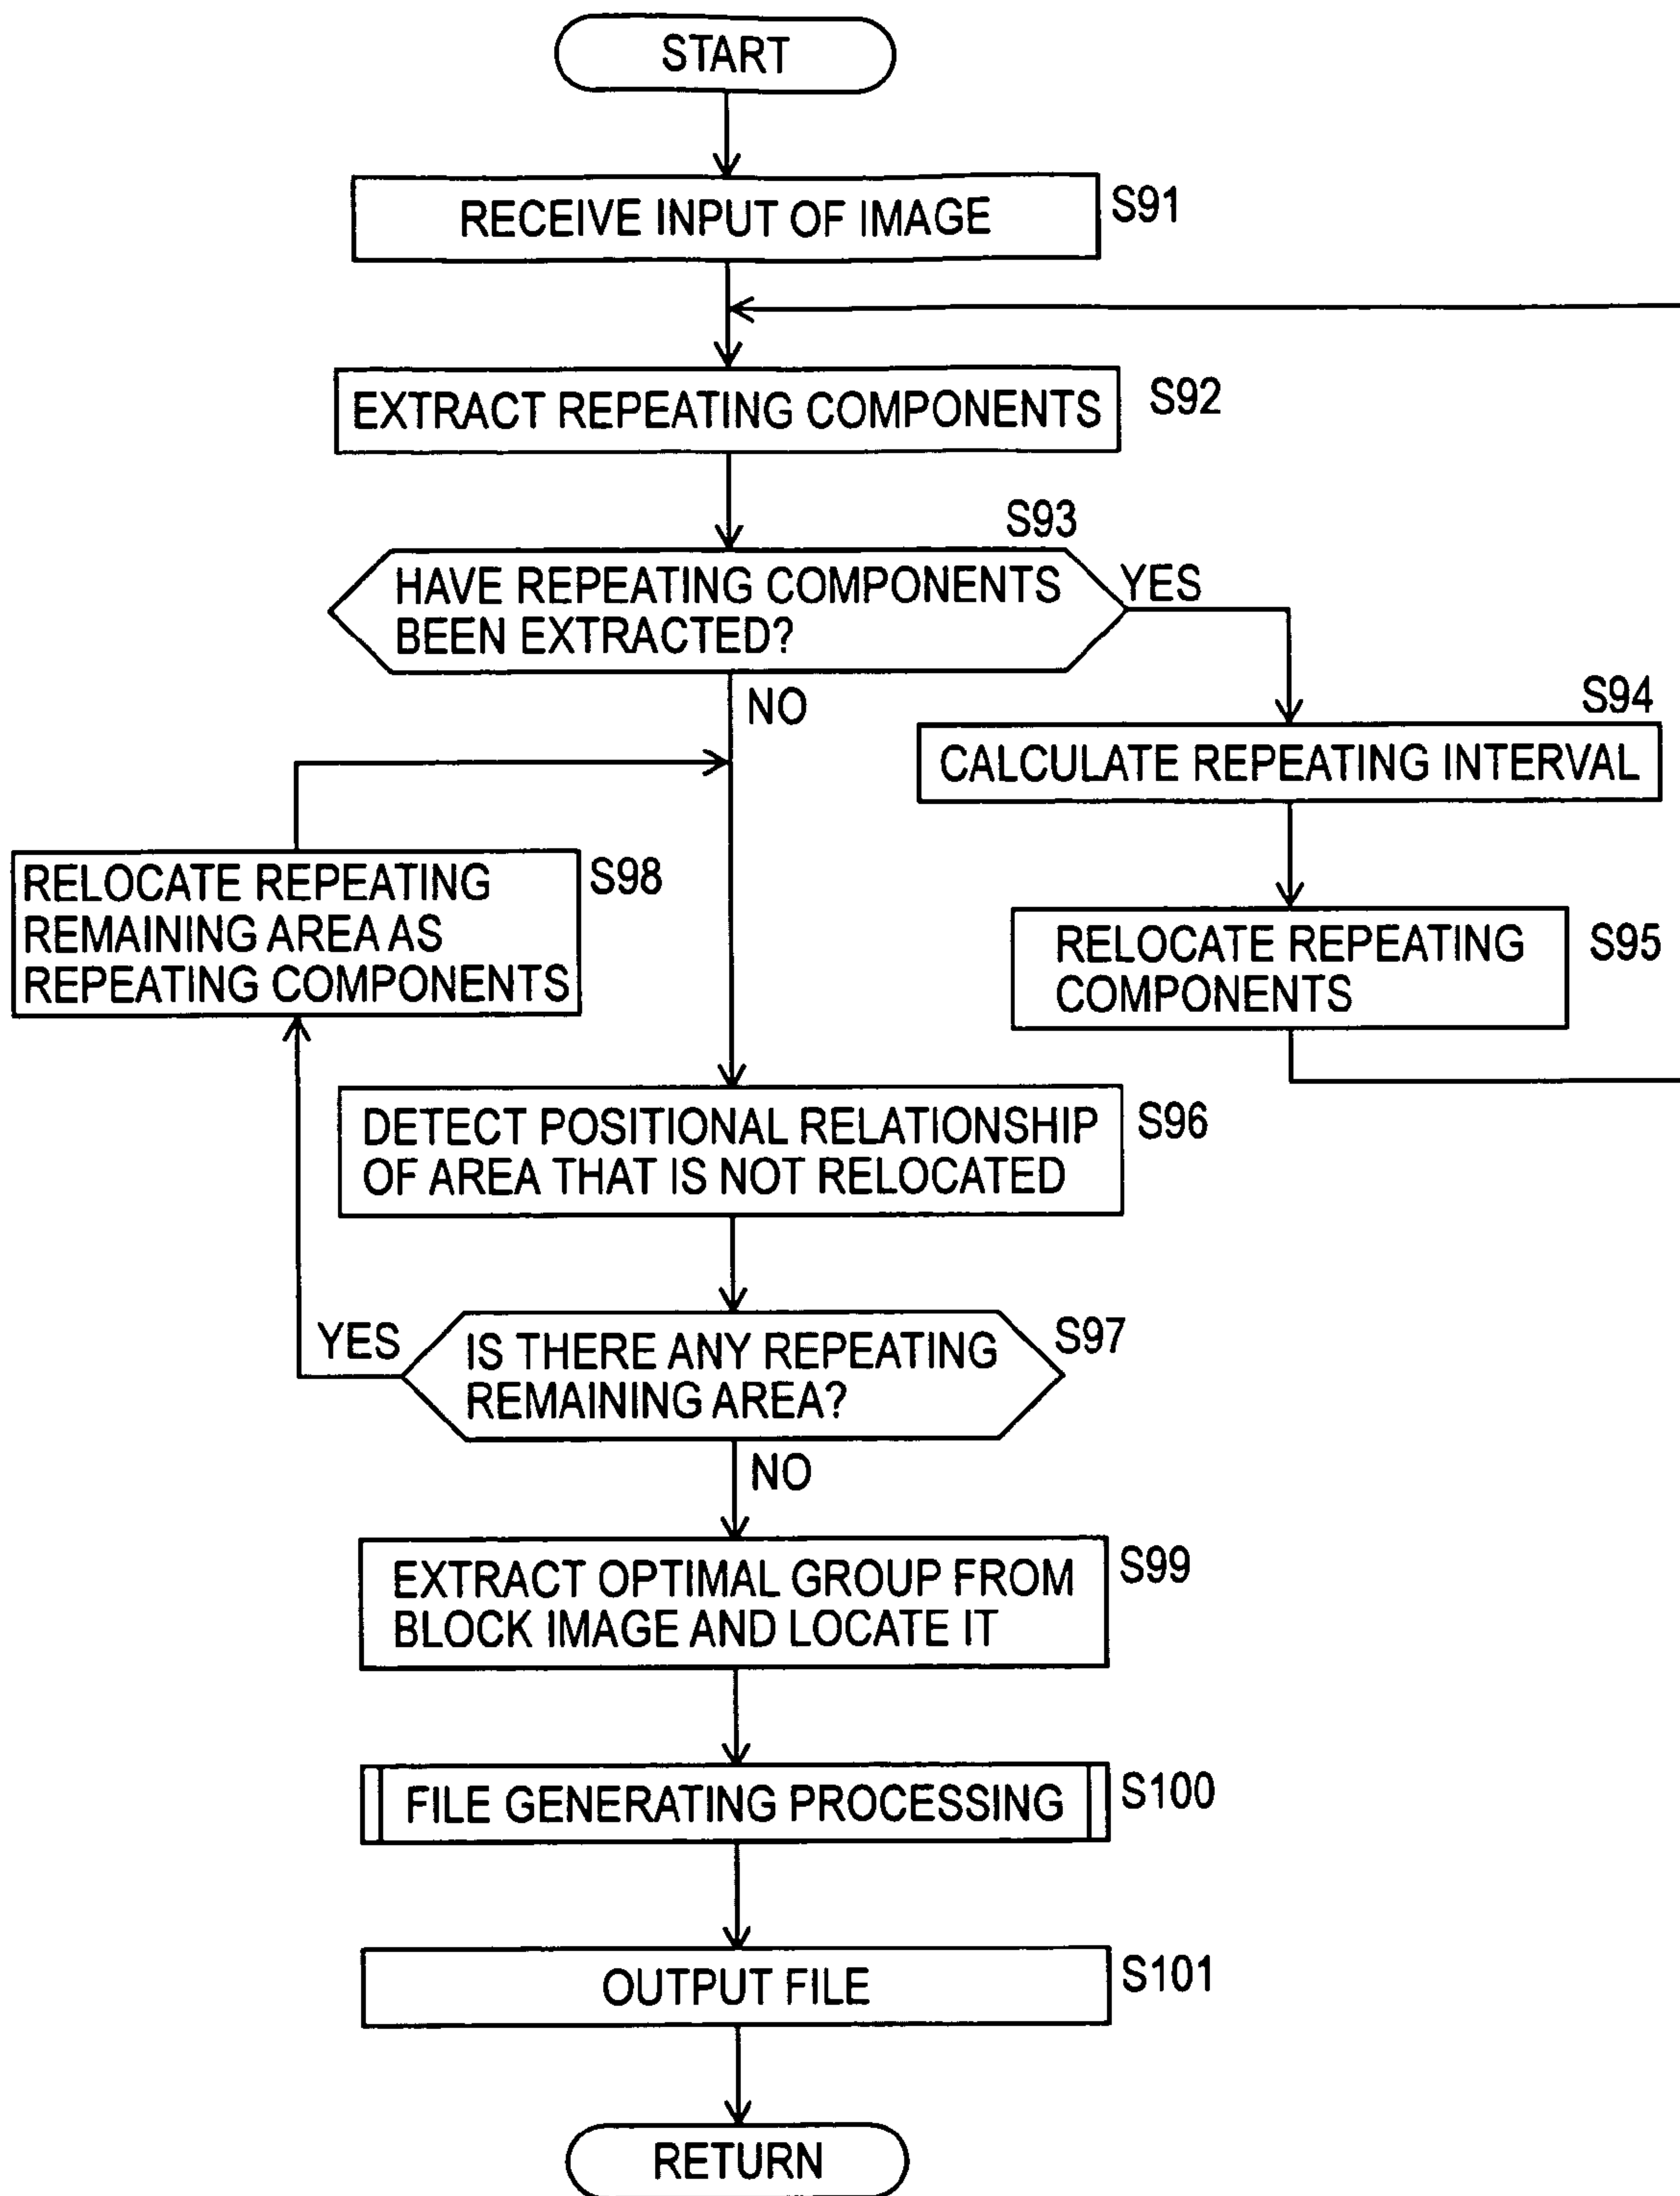 START
RECEIVE INPUT OF IMAGE
S91
EXTRACT REPEATING COMPONENTS
S92
S93
HAVE REPEATING COMPONENTS
BEEN EXTRACTED?
YES
NO
S94
CALCULATE REPEATING INTERVAL
RELOCATE REPEATING
REMAINING AREA AS
REPEATING COMPONENTS
S98
RELOCATE REPEATING
COMPONENTS
S95
DETECT POSITIONAL RELATIONSHIP
OF AREA THAT IS NOT RELOCATED
S96
YES
IS THERE ANY REPEATING
REMAINING AREA?
S97
NO
EXTRACT OPTIMAL GROUP FROM
BLOCK IMAGE AND LOCATE IT
S99
FILE GENERATING PROCESSING
S100
OUTPUT FILE
S101
RETURN